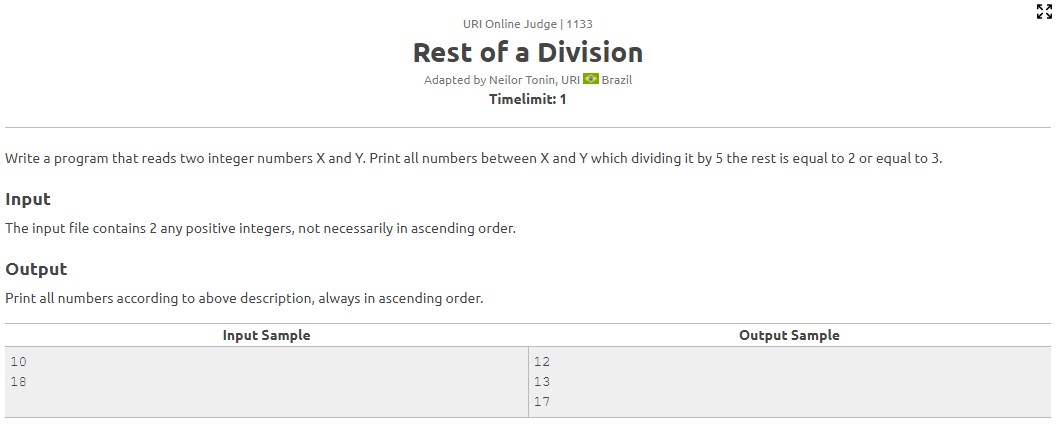 URI Online Judge | 1133
Rest of a Division
Adapted by Neilor Tonin, URI Brazil
Timelimit: 1
Write a program that reads two integer numbers X and Y. Print all numbers between X and Y which dividing it by 5 the rest is equal to 2 or equal to 3.
Input
The input file contains 2 any positive integers, not necessarily in ascending order.
Output
Print all numbers according to above description, always in ascending order.
Input Sample Output Sample
10 12
18 13
17